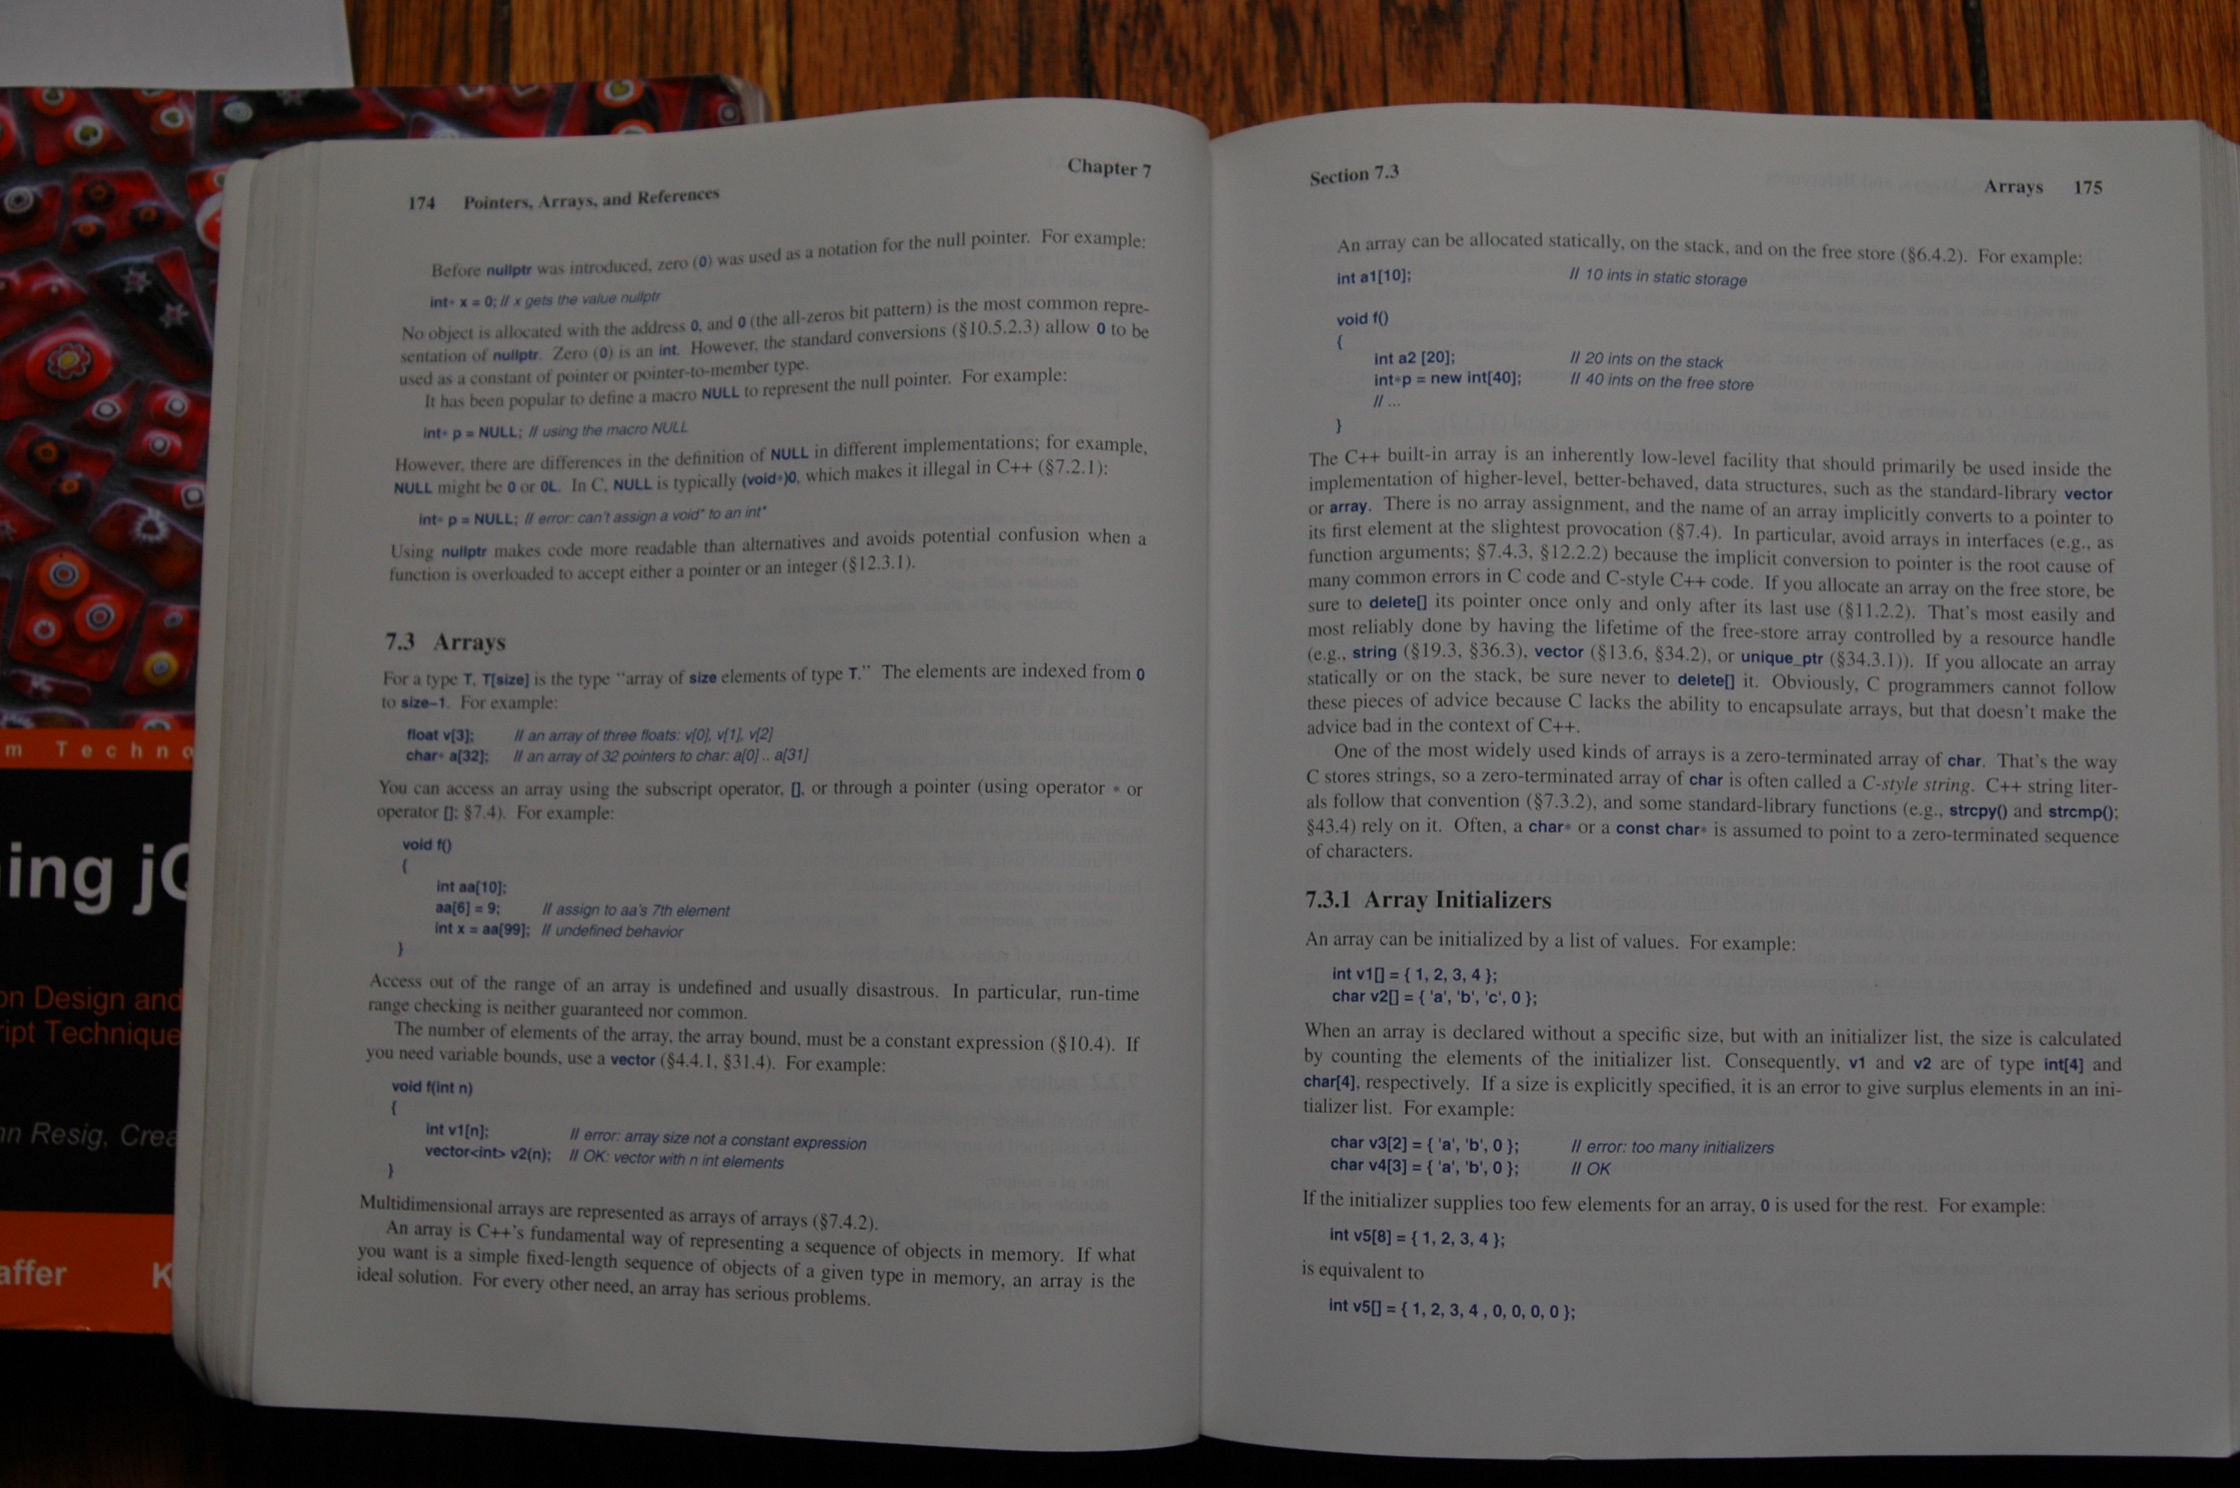 174 Pointers, Arrays, and References Chapter 7
Before nullptr was introduced, zero (0) was used as a notation for the null pointer. For example:
int* x = 0; // x gets the value nullptr
No object is allocated with the address 0, and 0 (the all-zeros bit pattern) is the most common repre-
sentation of nullptr. Zero (0) is an int. However, the standard conversions (§10.5.2.3) allow 0 to be
used as a constant of pointer or pointer-to-member type.
It has been popular to define a macro NULL to represent the null pointer. For example:
int* p = NULL; // using the macro NULL
However, there are differences in the definition of NULL in different implementations; for example,
NULL might be 0 or 0L. In C, NULL is typically (void*)0, which makes it illegal in C++ (§7.2.1):
int* p = NULL; // error: can't assign a void* to an int*
Using nullptr makes code more readable than alternatives and avoids potential confusion when a
function is overloaded to accept either a pointer or an integer (§12.3.1).
7.3 Arrays
For a type T, T[size] is the type “array of size elements of type T.” The elements are indexed from 0
to size–1. For example:
float v[3]; // an array of three floats: v[0], v[1], v[2]
char* a[32]; // an array of 32 pointers to char: a[0] .. a[31]
You can access an array using the subscript operator, [], or through a pointer (using operator * or
operator []; §7.4). For example:
void f()
{
int aa[10];
aa[6] = 9; // assign to aa's 7th element
int x = aa[99]; // undefined behavior
}
Access out of the range of an array is undefined and usually disastrous. In particular, run-time
range checking is neither guaranteed nor common.
The number of elements of the array, the array bound, must be a constant expression (§10.4). If
you need variable bounds, use a vector (§4.4.1, §31.4). For example:
void f(int n)
{
int v1[n]; // error: array size not a constant expression
vector<int> v2(n); // OK: vector with n int elements
}
Multidimensional arrays are represented as arrays of arrays (§7.4.2).
An array is C++'s fundamental way of representing a sequence of objects in memory. If what
you want is a simple fixed-length sequence of objects of a given type in memory, an array is the
ideal solution. For every other need, an array has serious problems.
Section 7.3 Arrays 175
An array can be allocated statically, on the stack, and on the free store (§6.4.2). For example:
int a1[10]; // 10 ints in static storage
void f()
{
int a2 [20]; // 20 ints on the stack
int*p = new int[40]; // 40 ints on the free store
// ...
}
The C++ built-in array is an inherently low-level facility that should primarily be used inside the
implementation of higher-level, better-behaved, data structures, such as the standard-library vector
or array. There is no array assignment, and the name of an array implicitly converts to a pointer to
its first element at the slightest provocation (§7.4). In particular, avoid arrays in interfaces (e.g., as
function arguments; §7.4.3, §12.2.2) because the implicit conversion to pointer is the root cause of
many common errors in C code and C-style C++ code. If you allocate an array on the free store, be
sure to delete[] its pointer once only and only after its last use (§11.2.2). That's most easily and
most reliably done by having the lifetime of the free-store array controlled by a resource handle
(e.g., string (§19.3, §36.3), vector (§13.6, §34.2), or unique_ptr (§34.3.1)). If you allocate an array
statically or on the stack, be sure never to delete[] it. Obviously, C programmers cannot follow
these pieces of advice because C lacks the ability to encapsulate arrays, but that doesn't make the
advice bad in the context of C++.
One of the most widely used kinds of arrays is a zero-terminated array of char. That's the way
C stores strings, so a zero-terminated array of char is often called a C-style string. C++ string liter-
als follow that convention (§7.3.2), and some standard-library functions (e.g., strcpy() and strcmp();
§43.4) rely on it. Often, a char* or a const char* is assumed to point to a zero-terminated sequence
of characters.
7.3.1 Array Initializers
An array can be initialized by a list of values. For example:
int v1[] = { 1, 2, 3, 4 };
char v2[] = { 'a', 'b', 'c', 0 };
When an array is declared without a specific size, but with an initializer list, the size is calculated
by counting the elements of the initializer list. Consequently, v1 and v2 are of type int[4] and
char[4], respectively. If a size is explicitly specified, it is an error to give surplus elements in an ini-
tializer list. For example:
char v3[2] = { 'a', 'b', 0 }; // error: too many initializers
char v4[3] = { 'a', 'b', 0 }; // OK
If the initializer supplies too few elements for an array, 0 is used for the rest. For example:
int v5[8] = { 1, 2, 3, 4 };
is equivalent to
int v5[] = { 1, 2, 3, 4 , 0, 0, 0, 0 };
m Techno
ing jQ
on Design and
ipt Technique
hn Resig, Crea
affer K